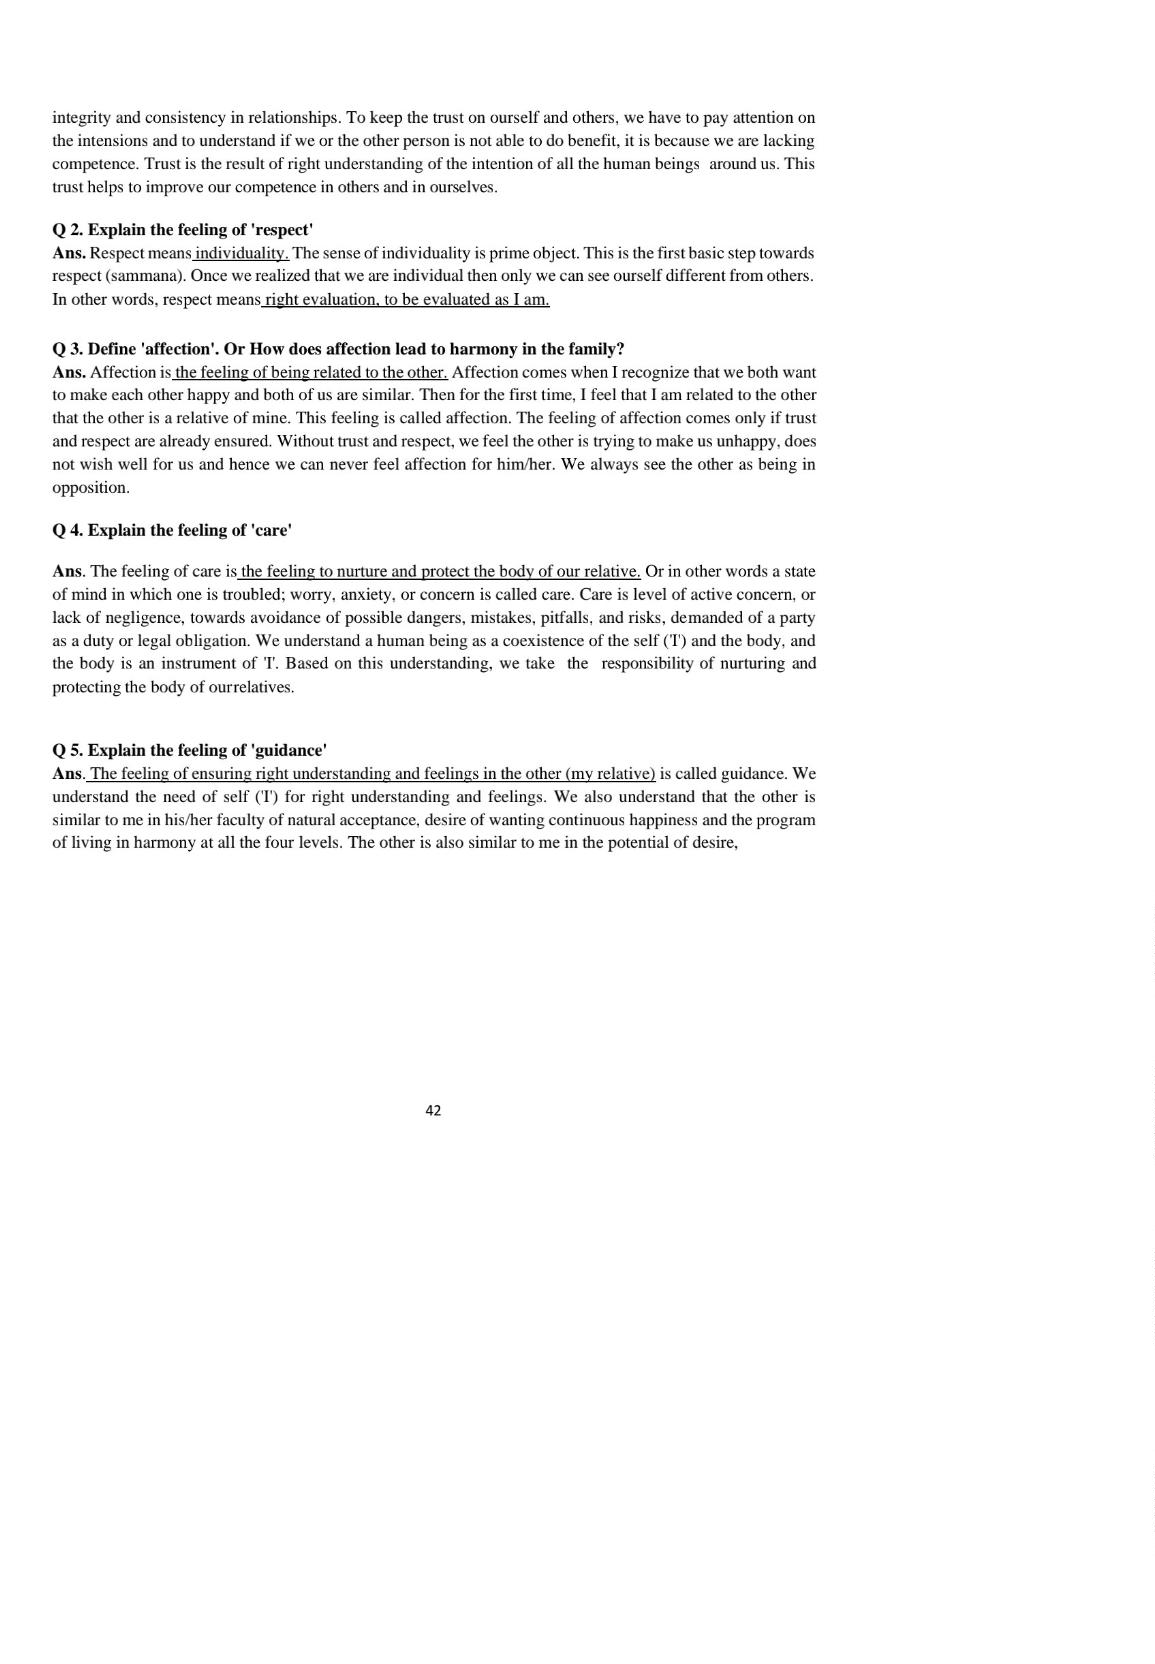 integrity and consistency in relationships. To keep the trust on ourself and others, we have to pay attention on
the intensions and to understand if we or the other person is not able to do benefit, it is because we are lacking
competence. Trust is the result of right understanding of the intention of all the human beings around us. This
trust helps to improve our competence in others and in ourselves.
Q 2. Explain the feeling of 'respect'
Ans. Respect means individuality. The sense of individuality is prime object. This is the first basic step towards
respect (sammana). Once we realized that we are individual then only we can see ourself different from others.
In other words, respect means right evaluation, to be evaluated as I am.
Q 3. Define 'affection'. Or How does affection lead to harmony in the family?
Ans. Affection is the feeling of being related to the other. Affection comes when I recognize that we both want
to make each other happy and both of us are similar. Then for the first time, I feel that I am related to the other
that the other is a relative of mine. This feeling is called affection. The feeling of affection comes only if trust
and respect are already ensured. Without trust and respect, we feel the other is trying to make us unhappy, does
not wish well for us and hence we can never feel affection for him/her. We always see the other as being in
opposition.
Q 4. Explain the feeling of 'care'
Ans. The feeling of care is the feeling to nurture and protect the body of our relative. Or in other words a state
of mind in which one is troubled; worry, anxiety, or concern is called care. Care is level of active concern, or
lack of negligence, towards avoidance of possible dangers, mistakes, pitfalls, and risks, demanded of a party
as a duty or legal obligation. We understand a human being as a coexistence of the self ('I') and the body, and
the body is an instrument of 'I'. Based on this understanding, we take the responsibility of nurturing and
protecting the body of ourrelatives.
Q 5. Explain the feeling of 'guidance'
Ans. The feeling of ensuring right understanding and feelings in the other (my relative) is called guidance. We
understand the need of self ('I') for right understanding and feelings. We also understand that the other is
similar to me in his/her faculty of natural acceptance, desire of wanting continuous happiness and the program
of living in harmony at all the four levels. The other is also similar to me in the potential of desire,
42